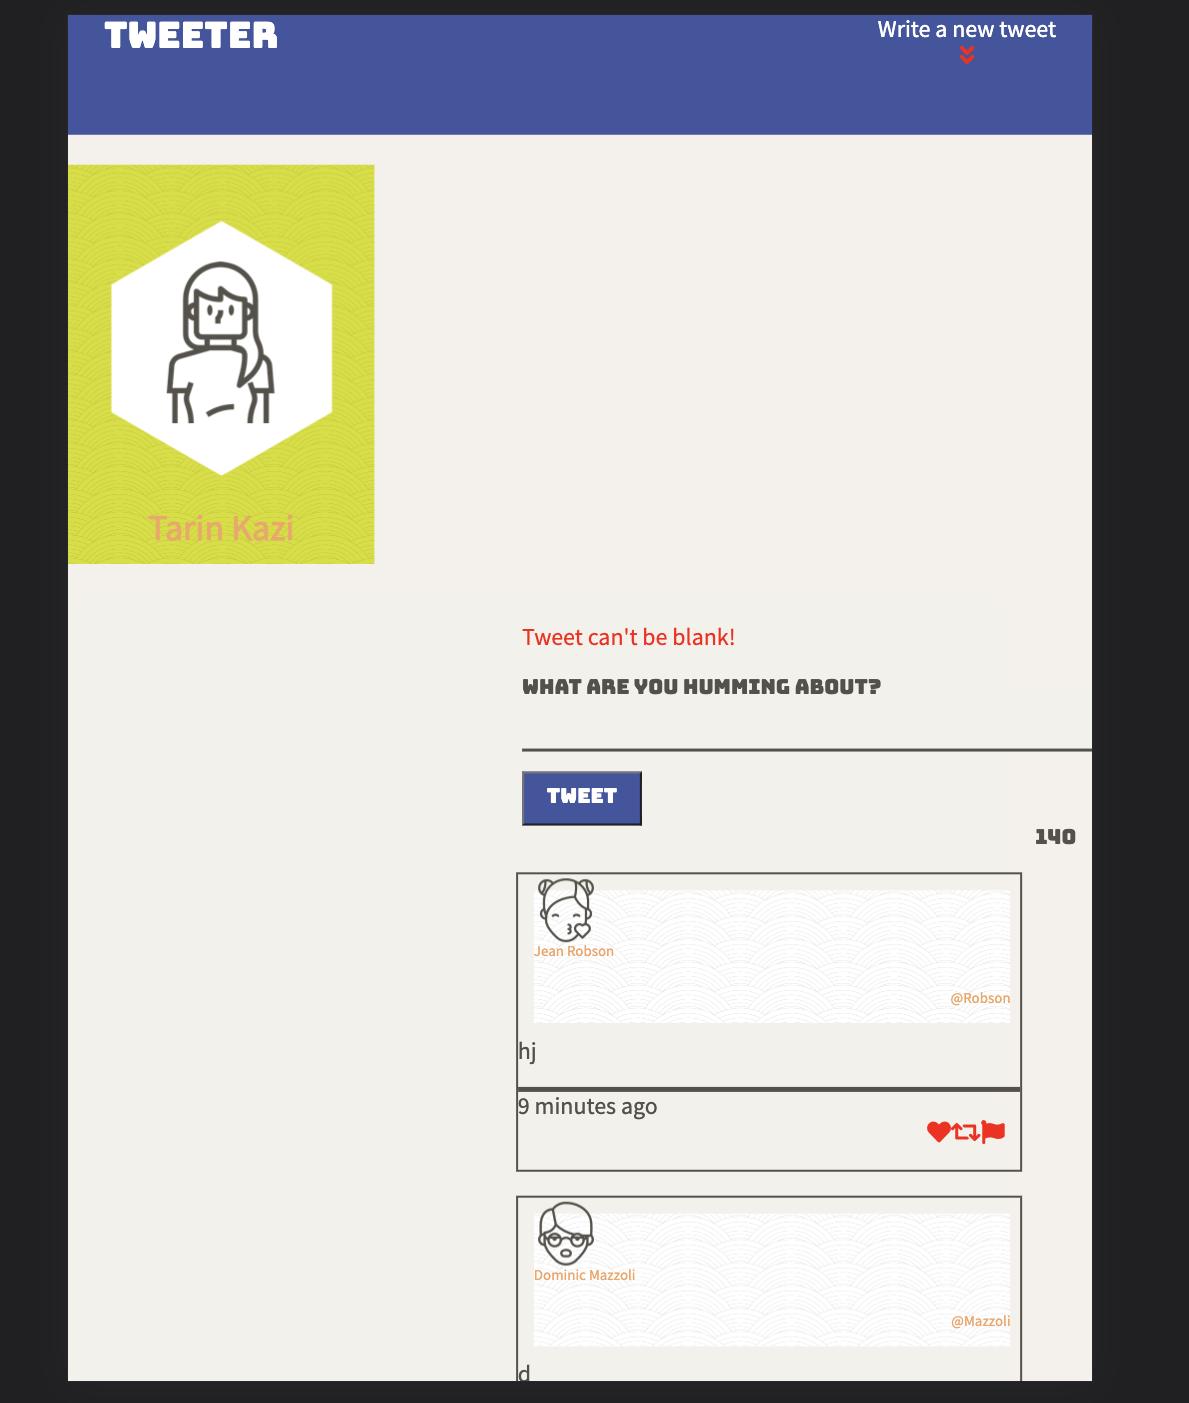 TWEETER
Write a new tweet
Tarin Kazi
Tweet can't be blank!
WHAT ARE YOU HUMMING ABOUT?
TWEET
140
Jean Robson
@Robson
hj
9 minutes ago
Dominic Mazzoli
@Mazzoli
d